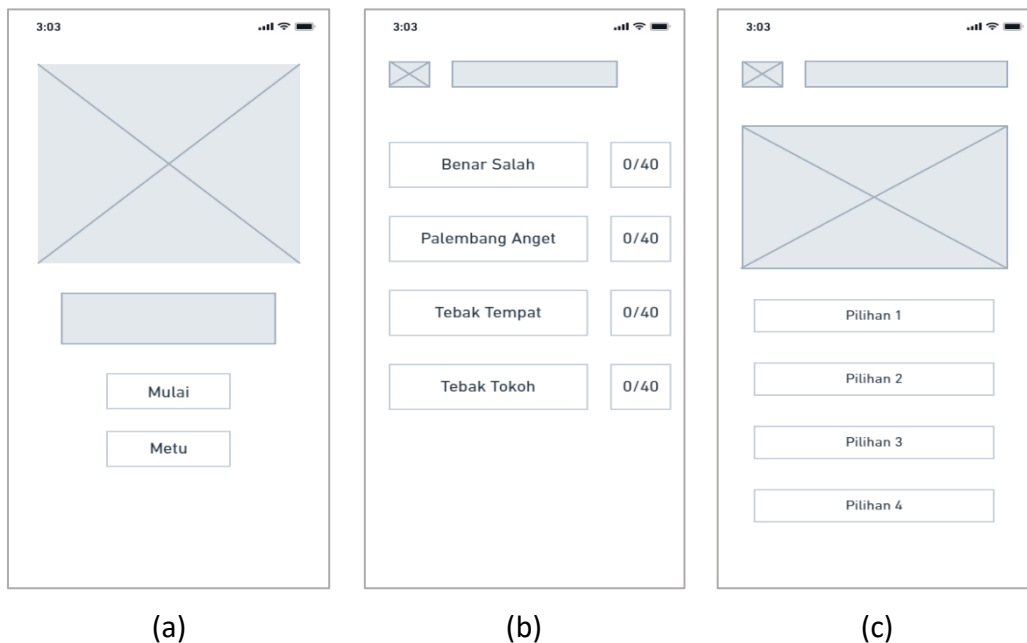 3:03
Mulai
Metu
(a)
3:03
Benar Salah 0/40
Palembang Anget 0/40
Tebak Tempat 0/40
Tebak Tokoh 0/40
(b)
3:03
Pilihan 1
Pilihan 2
Pilihan 3
Pilihan 4
(c)